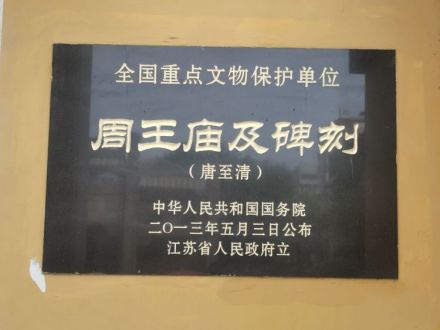 全国重点文物保护单位
周王庙及碑刻
（唐至清）
中华人民共和国国务院
二〇一三年五月三日公布
江苏省人民政府立